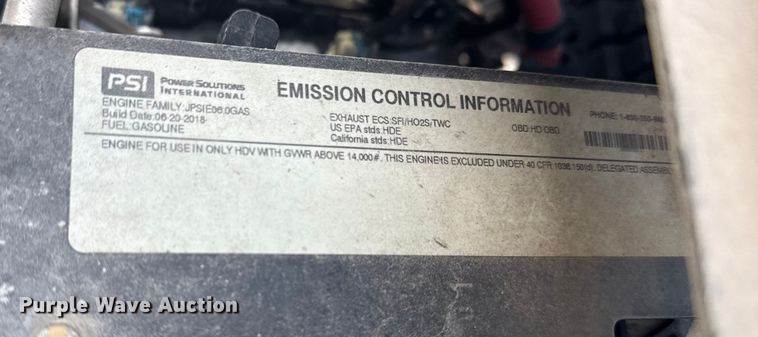 PSI POWER SOLUTIONS INTERNATIONAL
EMISSION CONTROL INFORMATION
ENGINE FAMILY:JPSIE06.0GAS
Build Date:06-20-2018
FUEL:GASOLINE
EXHAUST ECS:SFI/HO2S/TWC
US EPA stds:HDE
California stds:HDE
OBD:HD OBD
PHONE: 1-
ENGINE FOR USE IN ONLY HDV WITH GVWR ABOVE 14,000#. THIS ENGINE IS EXCLUDED UNDER 40 CFR 1036.150(d). DELEGATED
Purple Wave Auction